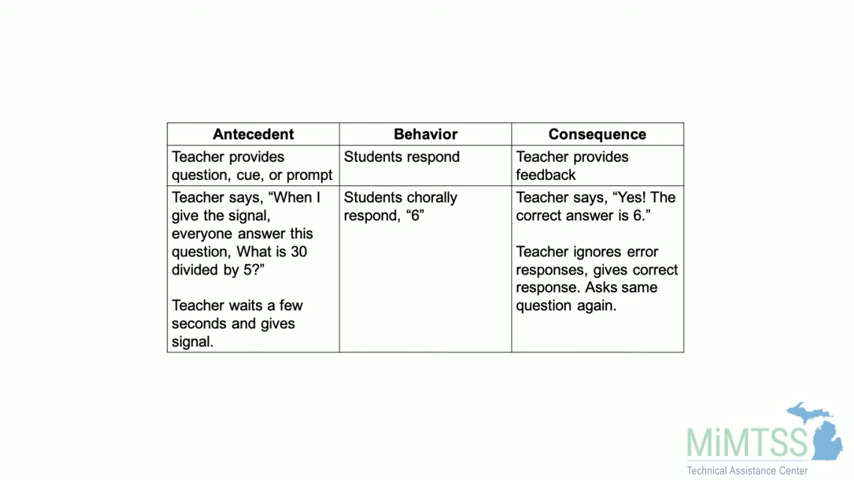 Antecedent
Behavior
Consequence
Teacher provides
question, cue, or prompt
Students respond
Teacher provides
feedback
Teacher says, “When I
give the signal,
everyone answer this
question, What is 30
divided by 5?”
Teacher waits a few
seconds and gives
signal.
Students chorally
respond, “6”
Teacher says, “Yes! The
correct answer is 6.”
Teacher ignores error
responses, gives correct
response. Asks same
question again.
MiMTSS
Technical Assistance Center